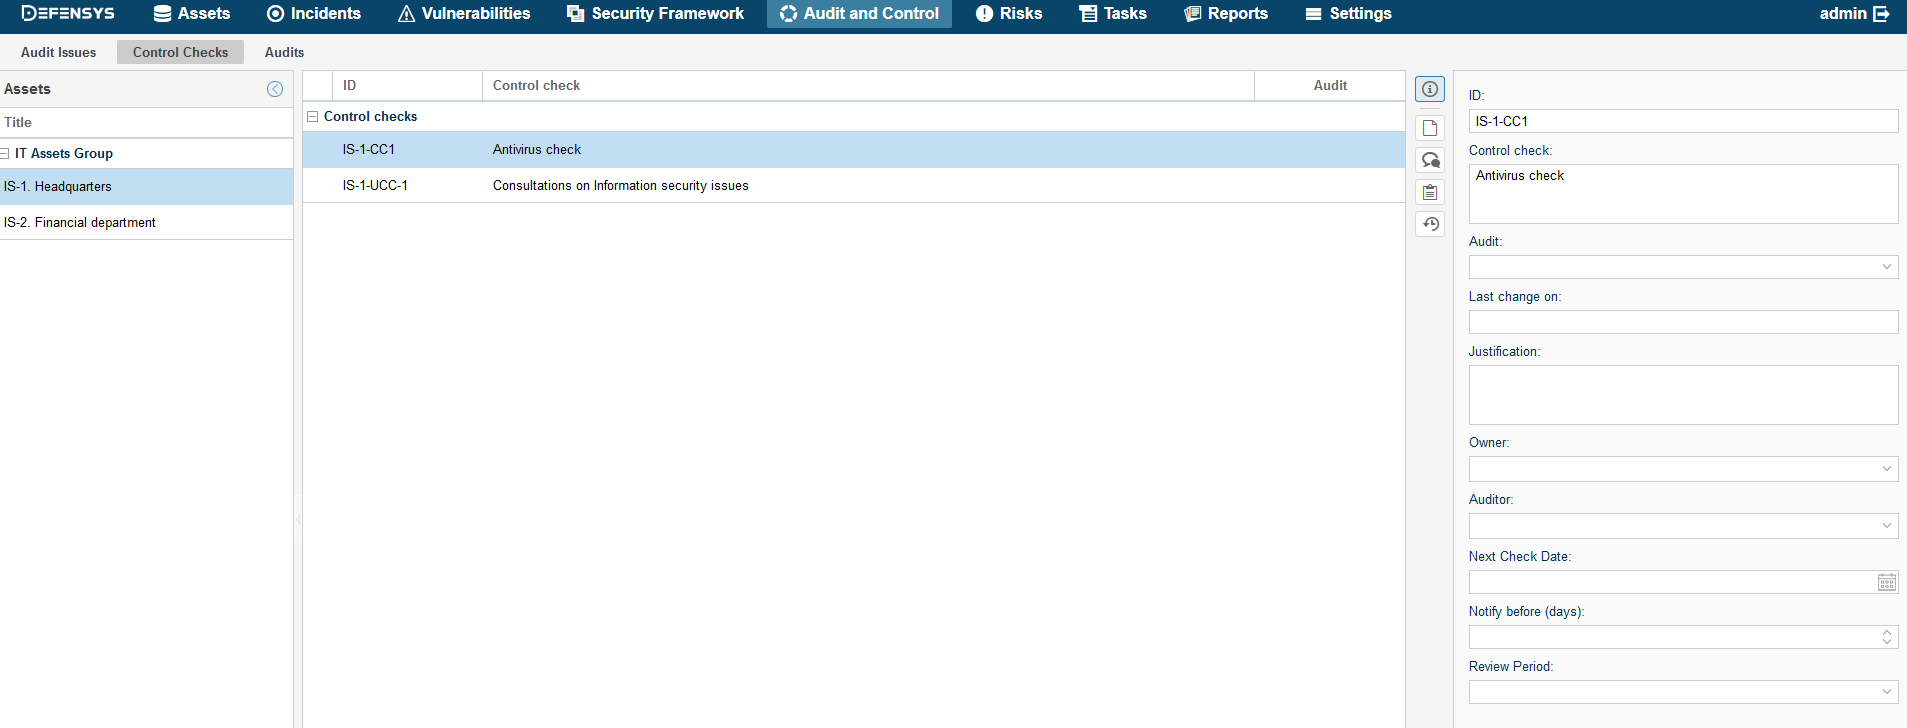 DEFENSYS Assets Incidents Vulnerabilities Security Framework Audit and Control Risks Tasks Reports Settings admin
Audit Issues Control Checks Audits
Assets
Title
IT Assets Group
IS-1. Headquarters
IS-2. Financial department
ID Control check Audit
Control checks
IS-1-CC1 Antivirus check
IS-1-UCC-1 Consultations on Information security issues
ID:
IS-1-CC1
Control check:
Antivirus check
Audit:
Last change on:
Justification:
Owner:
Auditor:
Next Check Date:
Notify before (days):
Review Period: